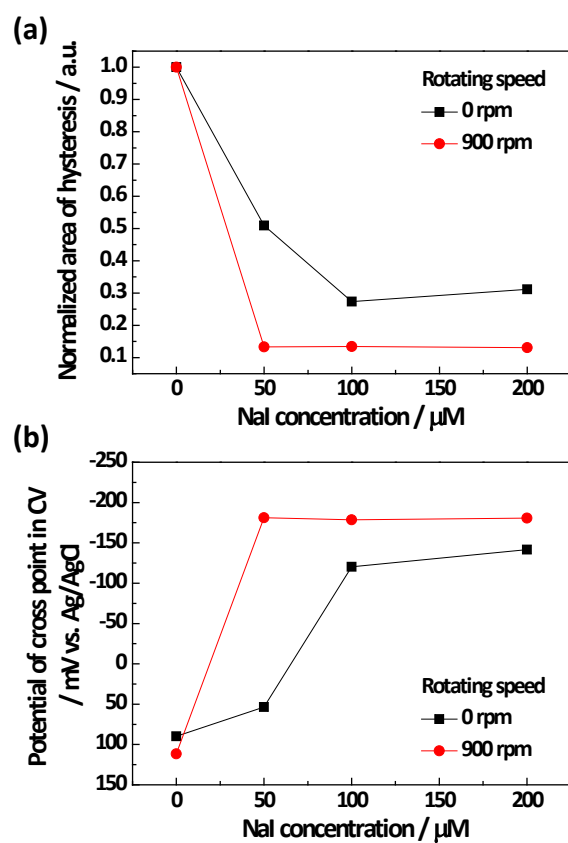 (a)
Normalized area of hysteresis / a.u.
1.0
0.9
0.8
0.7
0.6
0.5
0.4
0.3
0.2
0.1
Rotating speed
0 rpm
900 rpm
0 50 100 150 200
NaI concentration / µM
(b)
Potential of cross point in CV
/ mV vs. Ag/AgCl
-250
-200
-150
-100
-50
0
50
100
150
Rotating speed
0 rpm
900 rpm
0 50 100 150 200
NaI concentration / µM